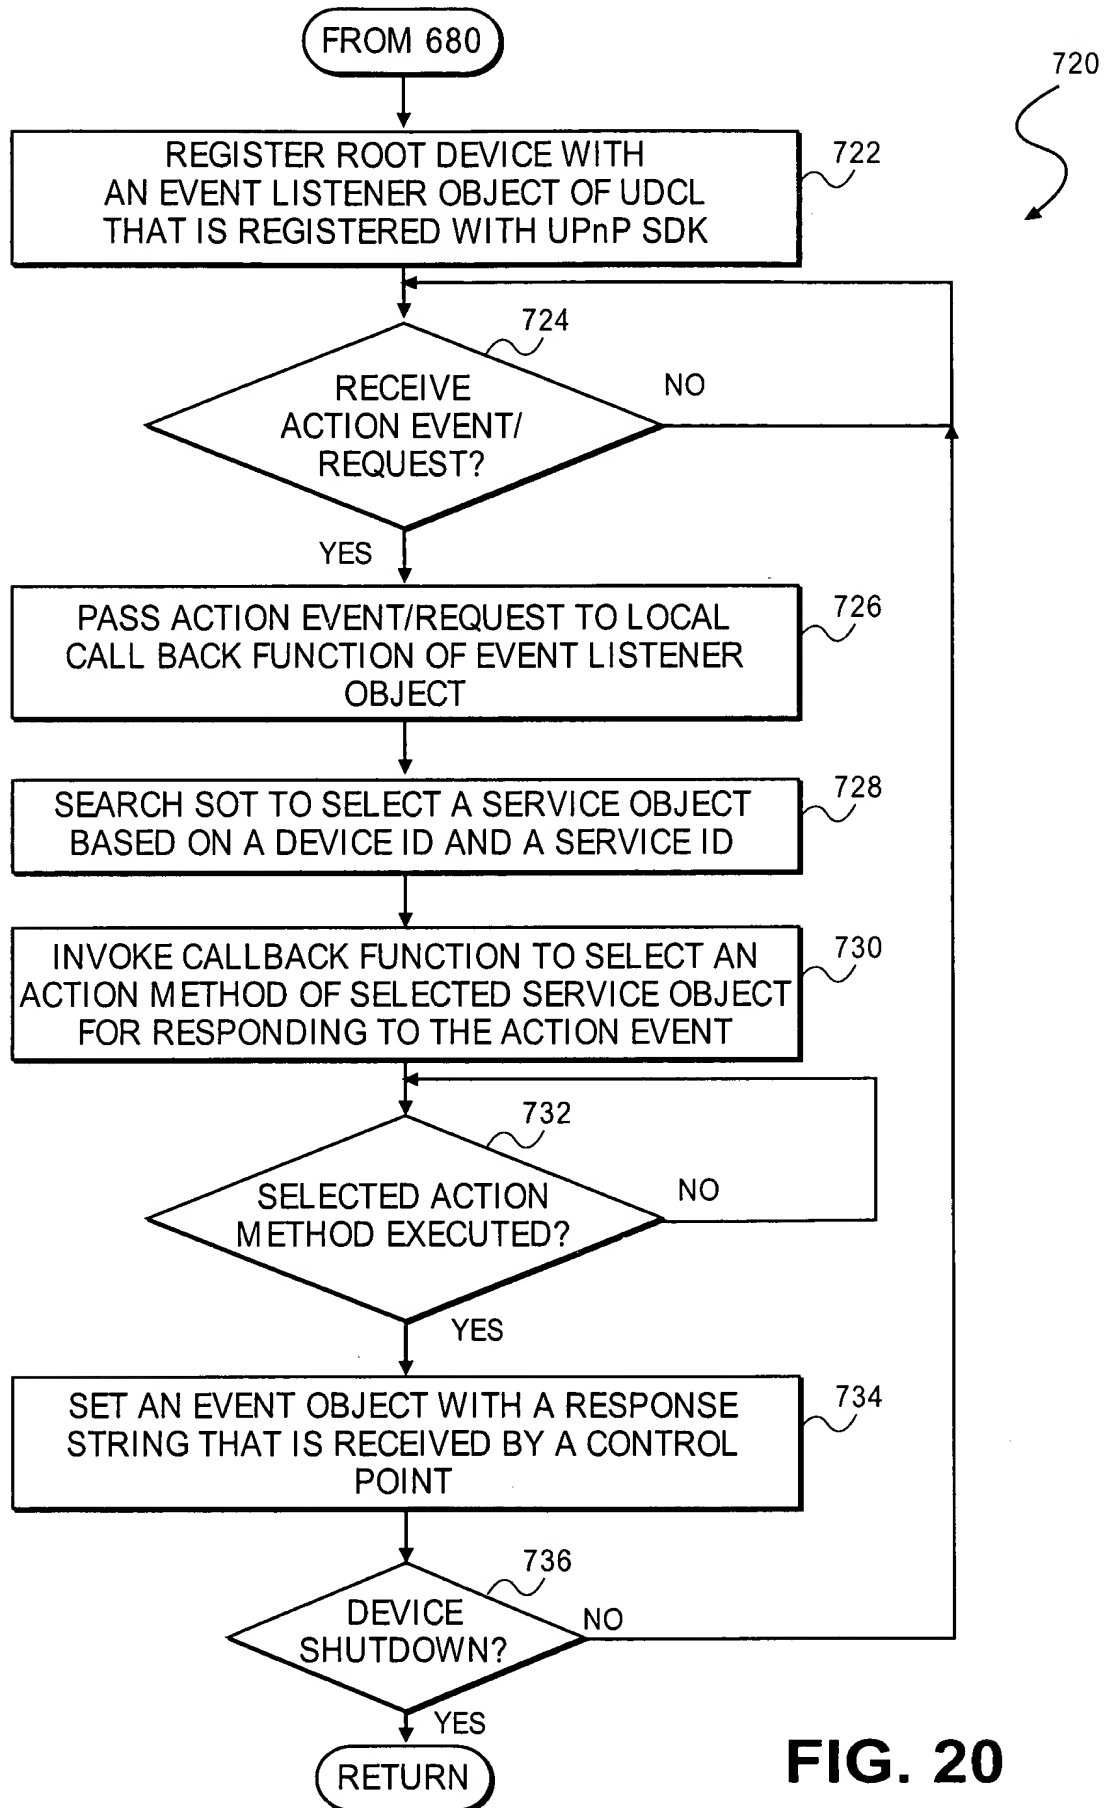 FROM 680
720
REGISTER ROOT DEVICE WITH
AN EVENT LISTENER OBJECT OF UDCL
THAT IS REGISTERED WITH UPnP SDK
722
724
RECEIVE
ACTION EVENT/
REQUEST?
NO
YES
PASS ACTION EVENT/REQUEST TO LOCAL
CALL BACK FUNCTION OF EVENT LISTENER
OBJECT
726
SEARCH SOT TO SELECT A SERVICE OBJECT
BASED ON A DEVICE ID AND A SERVICE ID
728
INVOKE CALLBACK FUNCTION TO SELECT AN
ACTION METHOD OF SELECTED SERVICE OBJECT
FOR RESPONDING TO THE ACTION EVENT
730
732
SELECTED ACTION
METHOD EXECUTED?
NO
YES
SET AN EVENT OBJECT WITH A RESPONSE
STRING THAT IS RECEIVED BY A CONTROL
POINT
734
736
DEVICE
SHUTDOWN?
NO
YES
RETURN
FIG. 20